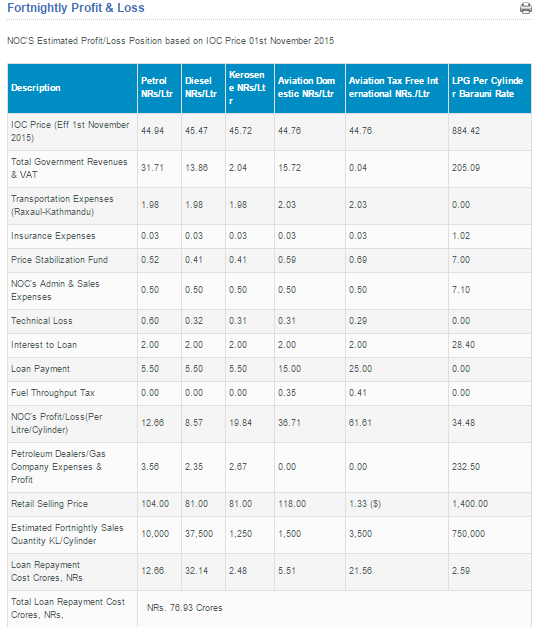 Fortnightly Profit & Loss
NOC'S Estimated Profit/Loss Position based on IOC Price 01st November 2015
Description Petrol NRs/Ltr Diesel NRs/Ltr Kerosen e NRs/Lt r Aviation Dom estic NRs/Ltr Aviation Tax Free Int ernational NRs./Ltr LPG Per Cylinde r Barauni Rate
IOC Price (Eff 1st November 2015) 44.94 45.47 45.72 44.76 44.76 884.42
Total Government Revenues & VAT 31.71 13.86 2.04 15.72 0.04 205.09
Transportation Expenses (Raxaul-Kathmandu) 1.98 1.98 1.98 2.03 2.03 0.00
Insurance Expenses 0.03 0.03 0.03 0.03 0.03 1.02
Price Stabilization Fund 0.52 0.41 0.41 0.59 0.69 7.00
NOC's Admin & Sales Expenses 0.50 0.50 0.50 0.50 0.50 7.10
Technical Loss 0.60 0.32 0.31 0.31 0.29 0.00
Interest to Loan 2.00 2.00 2.00 2.00 2.00 28.40
Loan Payment 5.50 5.50 5.50 15.00 25.00 0.00
Fuel Throughput Tax 0.00 0.00 0.00 0.35 0.41 0.00
NOC's Profit/Loss(Per Litre/Cylinder) 12.66 8.57 19.84 36.71 61.61 34.48
Petroleum Dealers/Gas Company Expenses & Profit 3.56 2.35 2.67 0.00 0.00 232.50
Retail Selling Price 104.00 81.00 81.00 118.00 1.33 ($) 1,400.00
Estimated Fortnightly Sales Quantity KL/Cylinder 10,000 37,500 1,250 1,500 3,500 750,000
Loan Repayment Cost Crores, NRs 12.66 32.14 2.48 5.51 21.56 2.59
Total Loan Repayment Cost Crores, NRs, NRs. 76.93 Crores